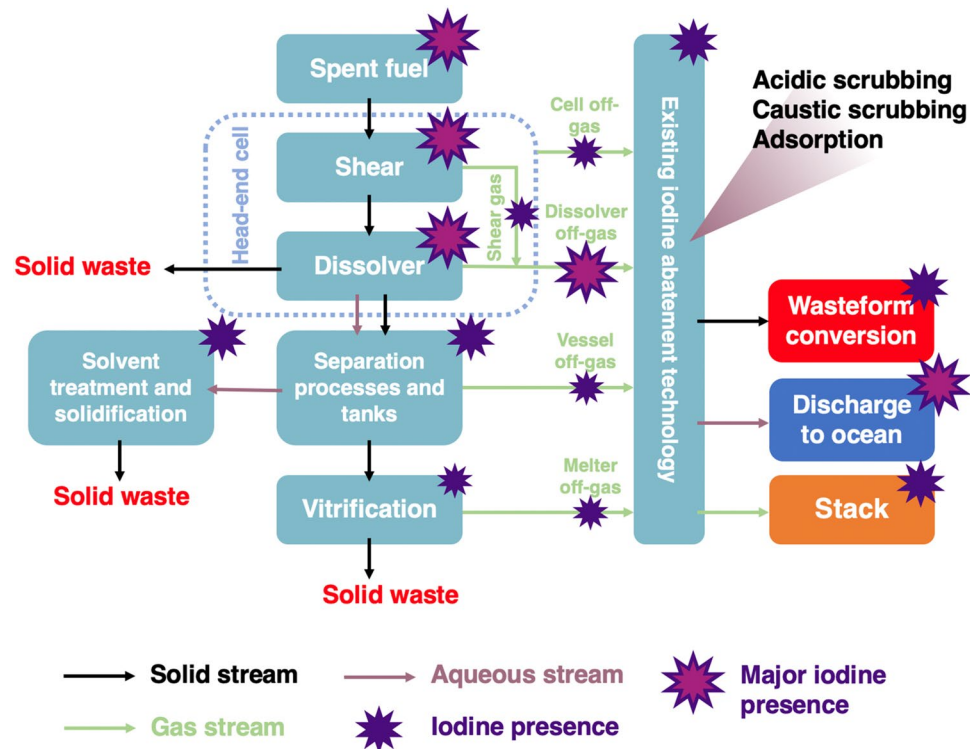 Spent fuel
Head-end cell
Shear
Shear gas
Dissolver
Solid waste
Cell off-
gas
Dissolver
off-gas
Existing iodine abatement technology
Acidic scrubbing
Caustic scrubbing
Adsorption
Solvent
treatment and
solidification
Separation
processes and
tanks
Vessel
off-gas
Wasteform
conversion
Discharge
to ocean
Solid waste
Vitrification
Melter
off-gas
Stack
Solid waste
Solid stream
Aqueous stream
Major iodine
presence
Gas stream
Iodine presence